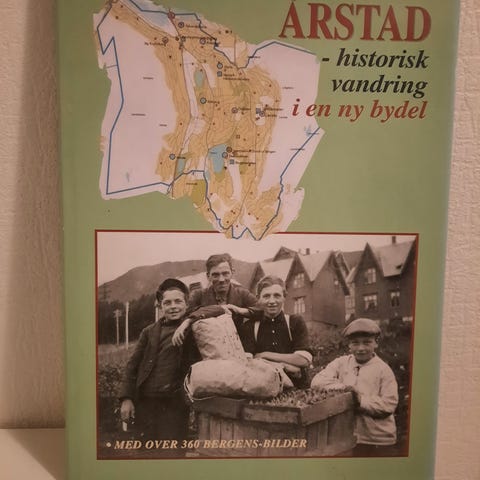 ÅRSTAD
- historisk
vandring
i en ny bydel
• MED OVER 360 BERGENS-BILDER